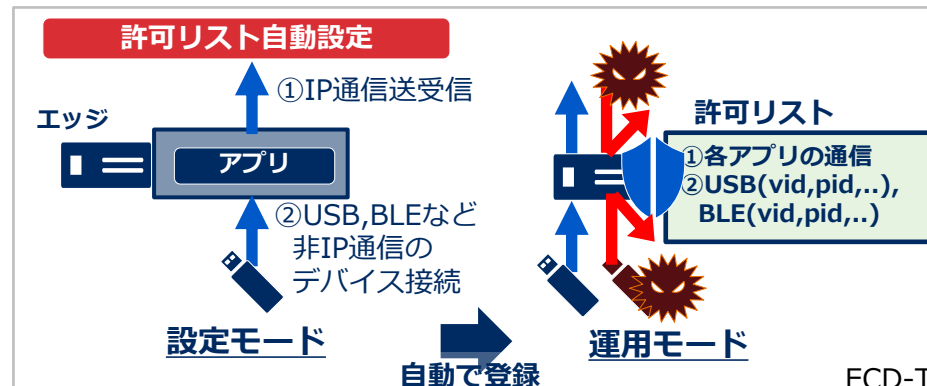 許可リスト自動設定
①IP通信送受信
エッジ
アプリ
②USB,BLEなど
非IP通信の
デバイス接続
設定モード
自動で登録
許可リスト
①各アプリの通信
②USB(vid,pid,..),
BLE(vid,pid,..)
運用モード
ECD-T